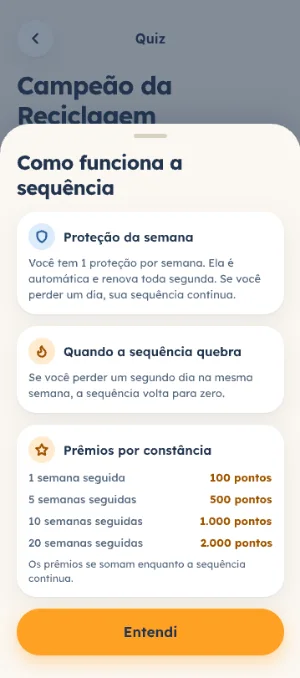 Quiz
Campeão da
Reciclagem
Como funciona a
sequência
Proteção da semana
Você tem 1 proteção por semana. Ela é
automática e renova toda segunda. Se você
perder um dia, sua sequência continua.
Quando a sequência quebra
Se você perder um segundo dia na mesma
semana, a sequência volta para zero.
Prêmios por constância
1 semana seguida 100 pontos
5 semanas seguidas 500 pontos
10 semanas seguidas 1.000 pontos
20 semanas seguidas 2.000 pontos
Os prêmios se somam enquanto a sequência
continua.
Entendi